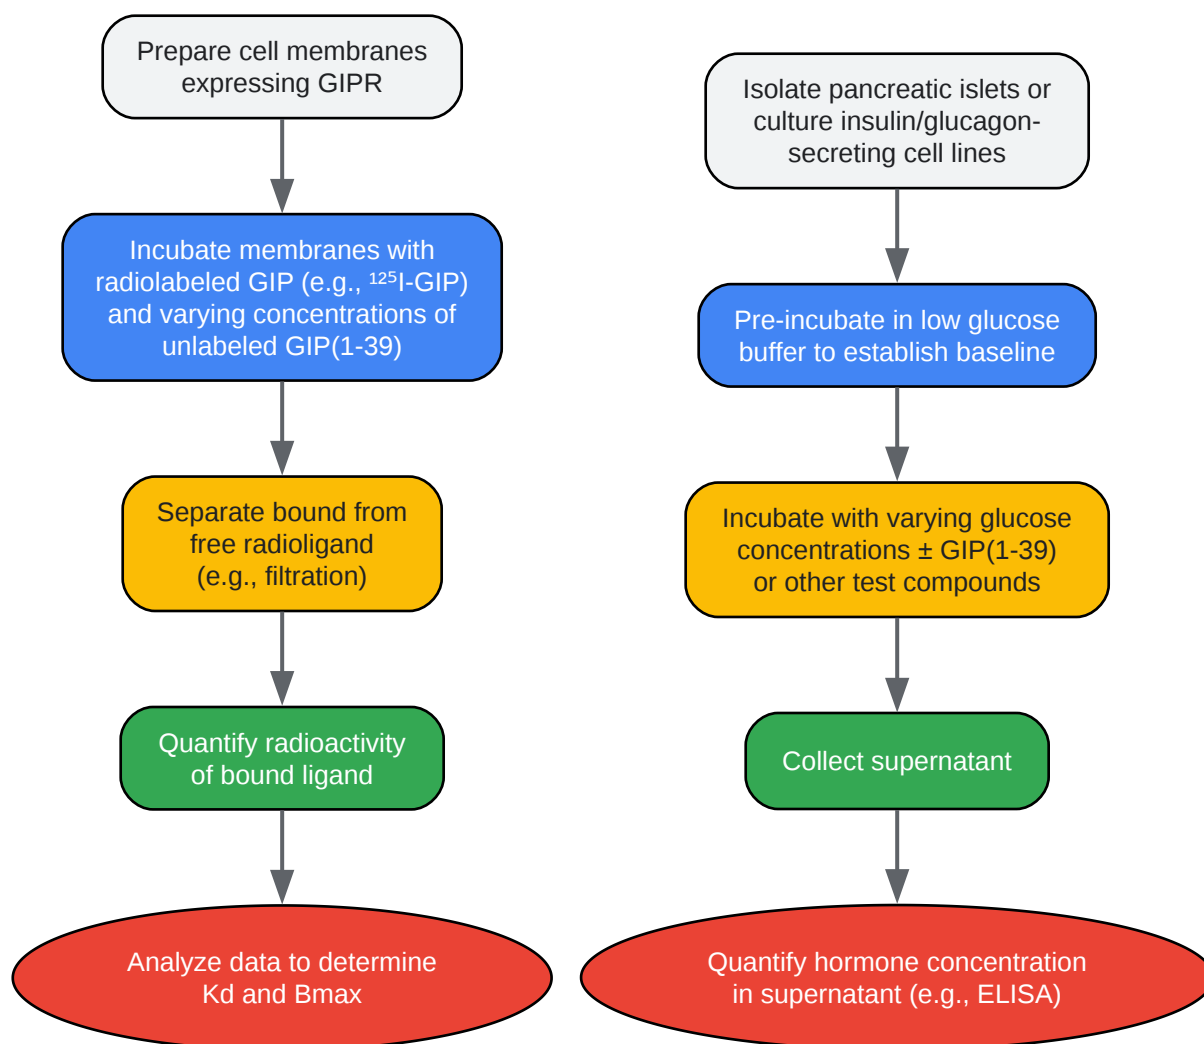 Prepare cell membranes
expressing GIPR
Incubate membranes with
radiolabeled GIP (e.g., ¹²⁵I-GIP)
and varying concentrations of
unlabeled GIP(1-39)
Separate bound from
free radioligand
(e.g., filtration)
Quantify radioactivity
of bound ligand
Analyze data to determine
Kd and Bmax
Isolate pancreatic islets or
culture insulin/glucagon-
secreting cell lines
Pre-incubate in low glucose
buffer to establish baseline
Incubate with varying glucose
concentrations ± GIP(1-39)
or other test compounds
Collect supernatant
Quantify hormone concentration
in supernatant (e.g., ELISA)